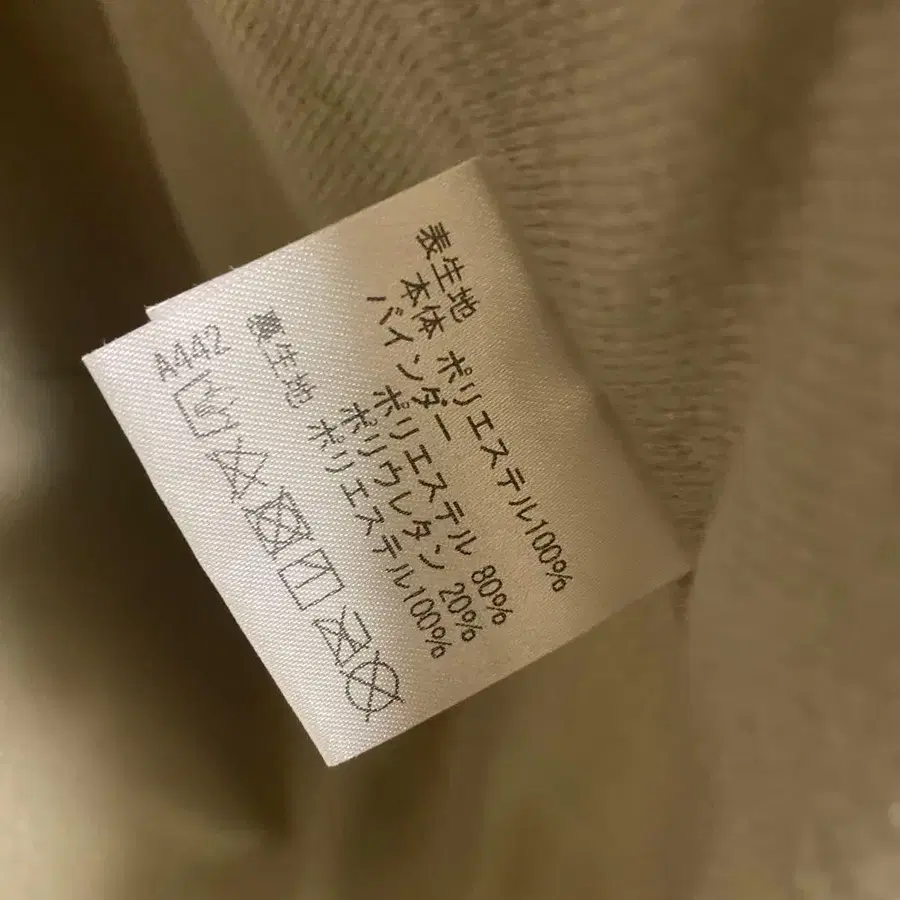 表生地
本体 ポリエステル100%
バインダー
ポリエステル 80%
ポリウレタン 20%
裏生地 ポリエステル100%
A442